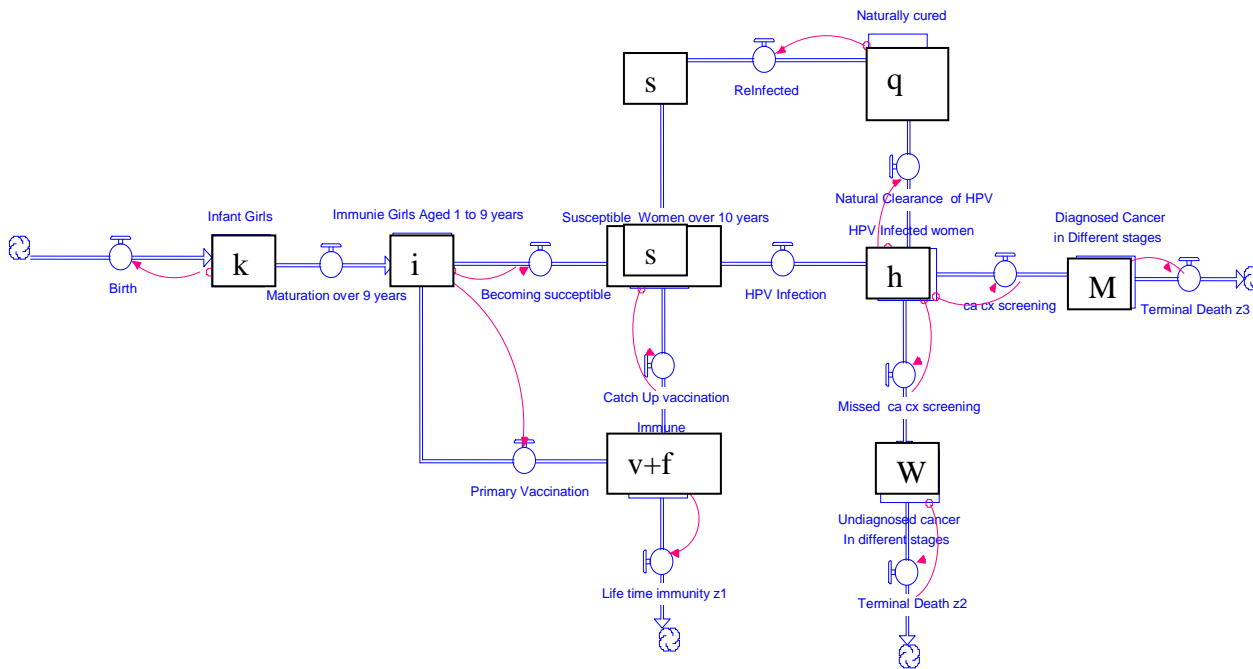 Naturally cured
s
q
ReInfected
Natural Clearance of HPV
Infant Girls
Immunie Girls Aged 1 to 9 years
Susceptible Women over 10 years
HPV Infected women
Diagnosed Cancer
in Different stages
k
i
s
h
M
Birth
Maturation over 9 years
Becoming succeptible
HPV Infection
ca cx screening
Terminal Death z3
Catch Up vaccination
Missed ca cx screening
Immune
v+f
W
Primary Vaccination
Undiagnosed cancer
In different stages
Life time immunity z1
Terminal Death z2